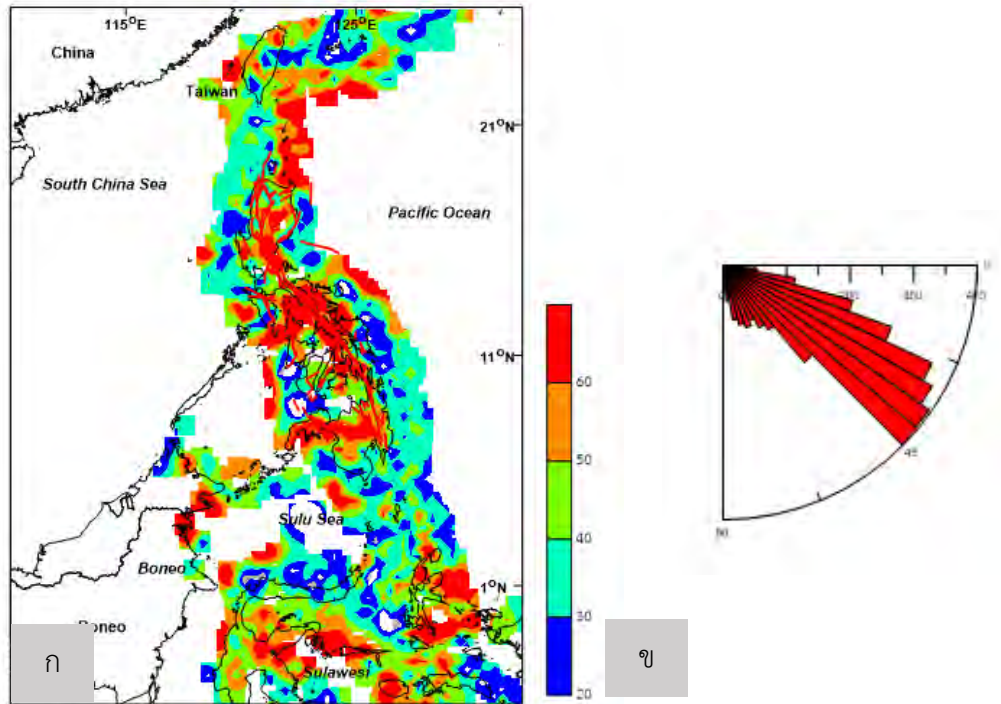 115°E
125°E
China
Taiwan
21°N
South China Sea
Pacific Ocean
11°N
Sulu Sea
Boneo
1°N
Boneo
Sulawesi
ก
60
50
40
30
20
ข
0
45
90